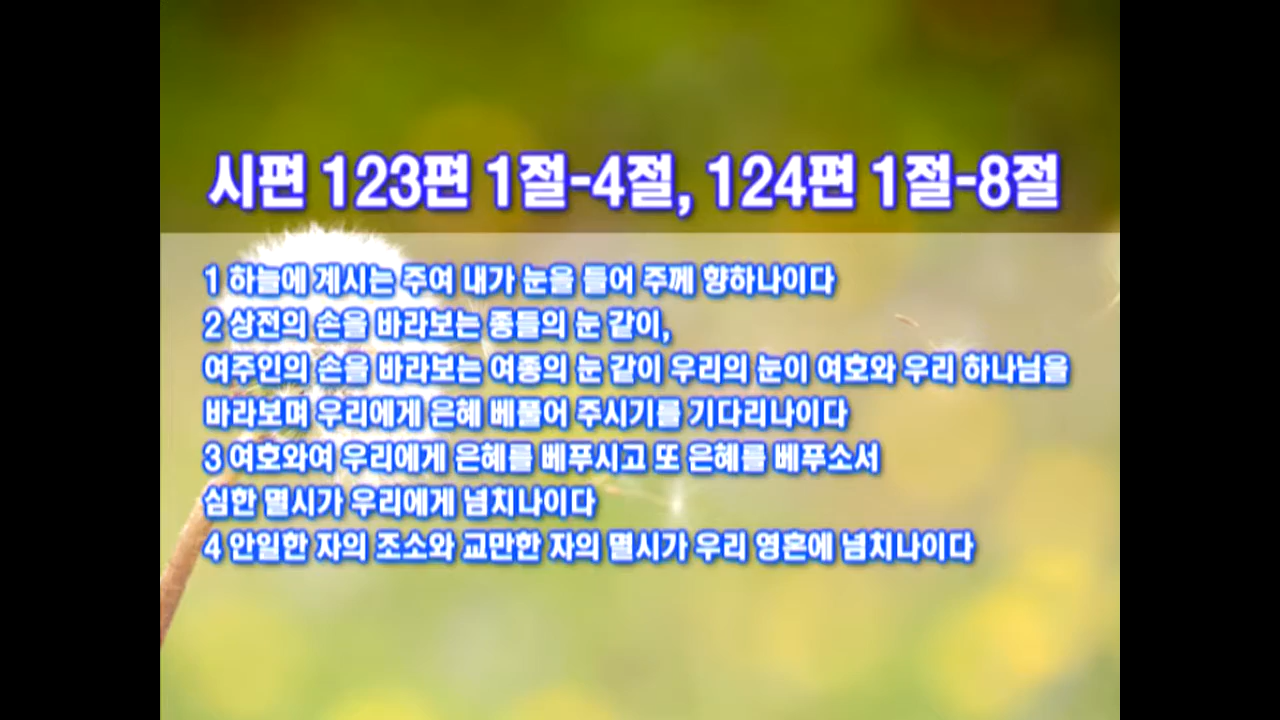 시편 123편 1절-4절, 124편 1절-8절
1 하늘에 계시는 주여 내가 눈을 들어 주께 향하나이다
2 상전의 손을 바라보는 종들의 눈 같이,
여주인의 손을 바라보는 여종의 눈 같이 우리의 눈이 여호와 우리 하나님을
바라보며 우리에게 은혜 베풀어 주시기를 기다리나이다
3 여호와여 우리에게 은혜를 베푸시고 또 은혜를 베푸소서
심한 멸시가 우리에게 넘치나이다
4 안일한 자의 조소와 교만한 자의 멸시가 우리 영혼에 넘치나이다